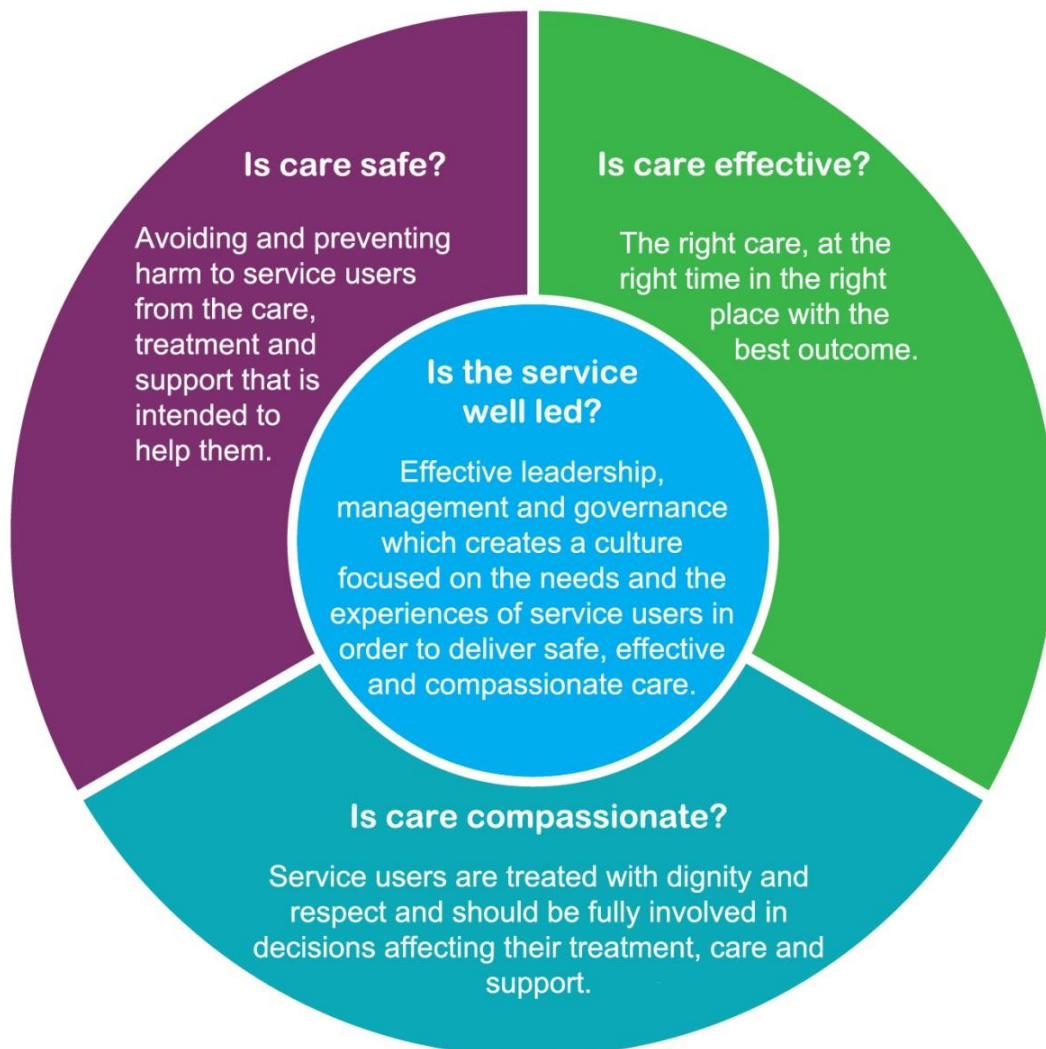 Is care safe?
Avoiding and preventing
harm to service users
from the care,
treatment and
support that is
intended to
help them.
Is care effective?
The right care, at the
right time in the right
place with the
best outcome.
Is the service
well led?
Effective leadership,
management and governance
which creates a culture
focused on the needs and the
experiences of service users in
order to deliver safe, effective
and compassionate care.
Is care compassionate?
Service users are treated with dignity and
respect and should be fully involved in
decisions affecting their treatment, care and
support.